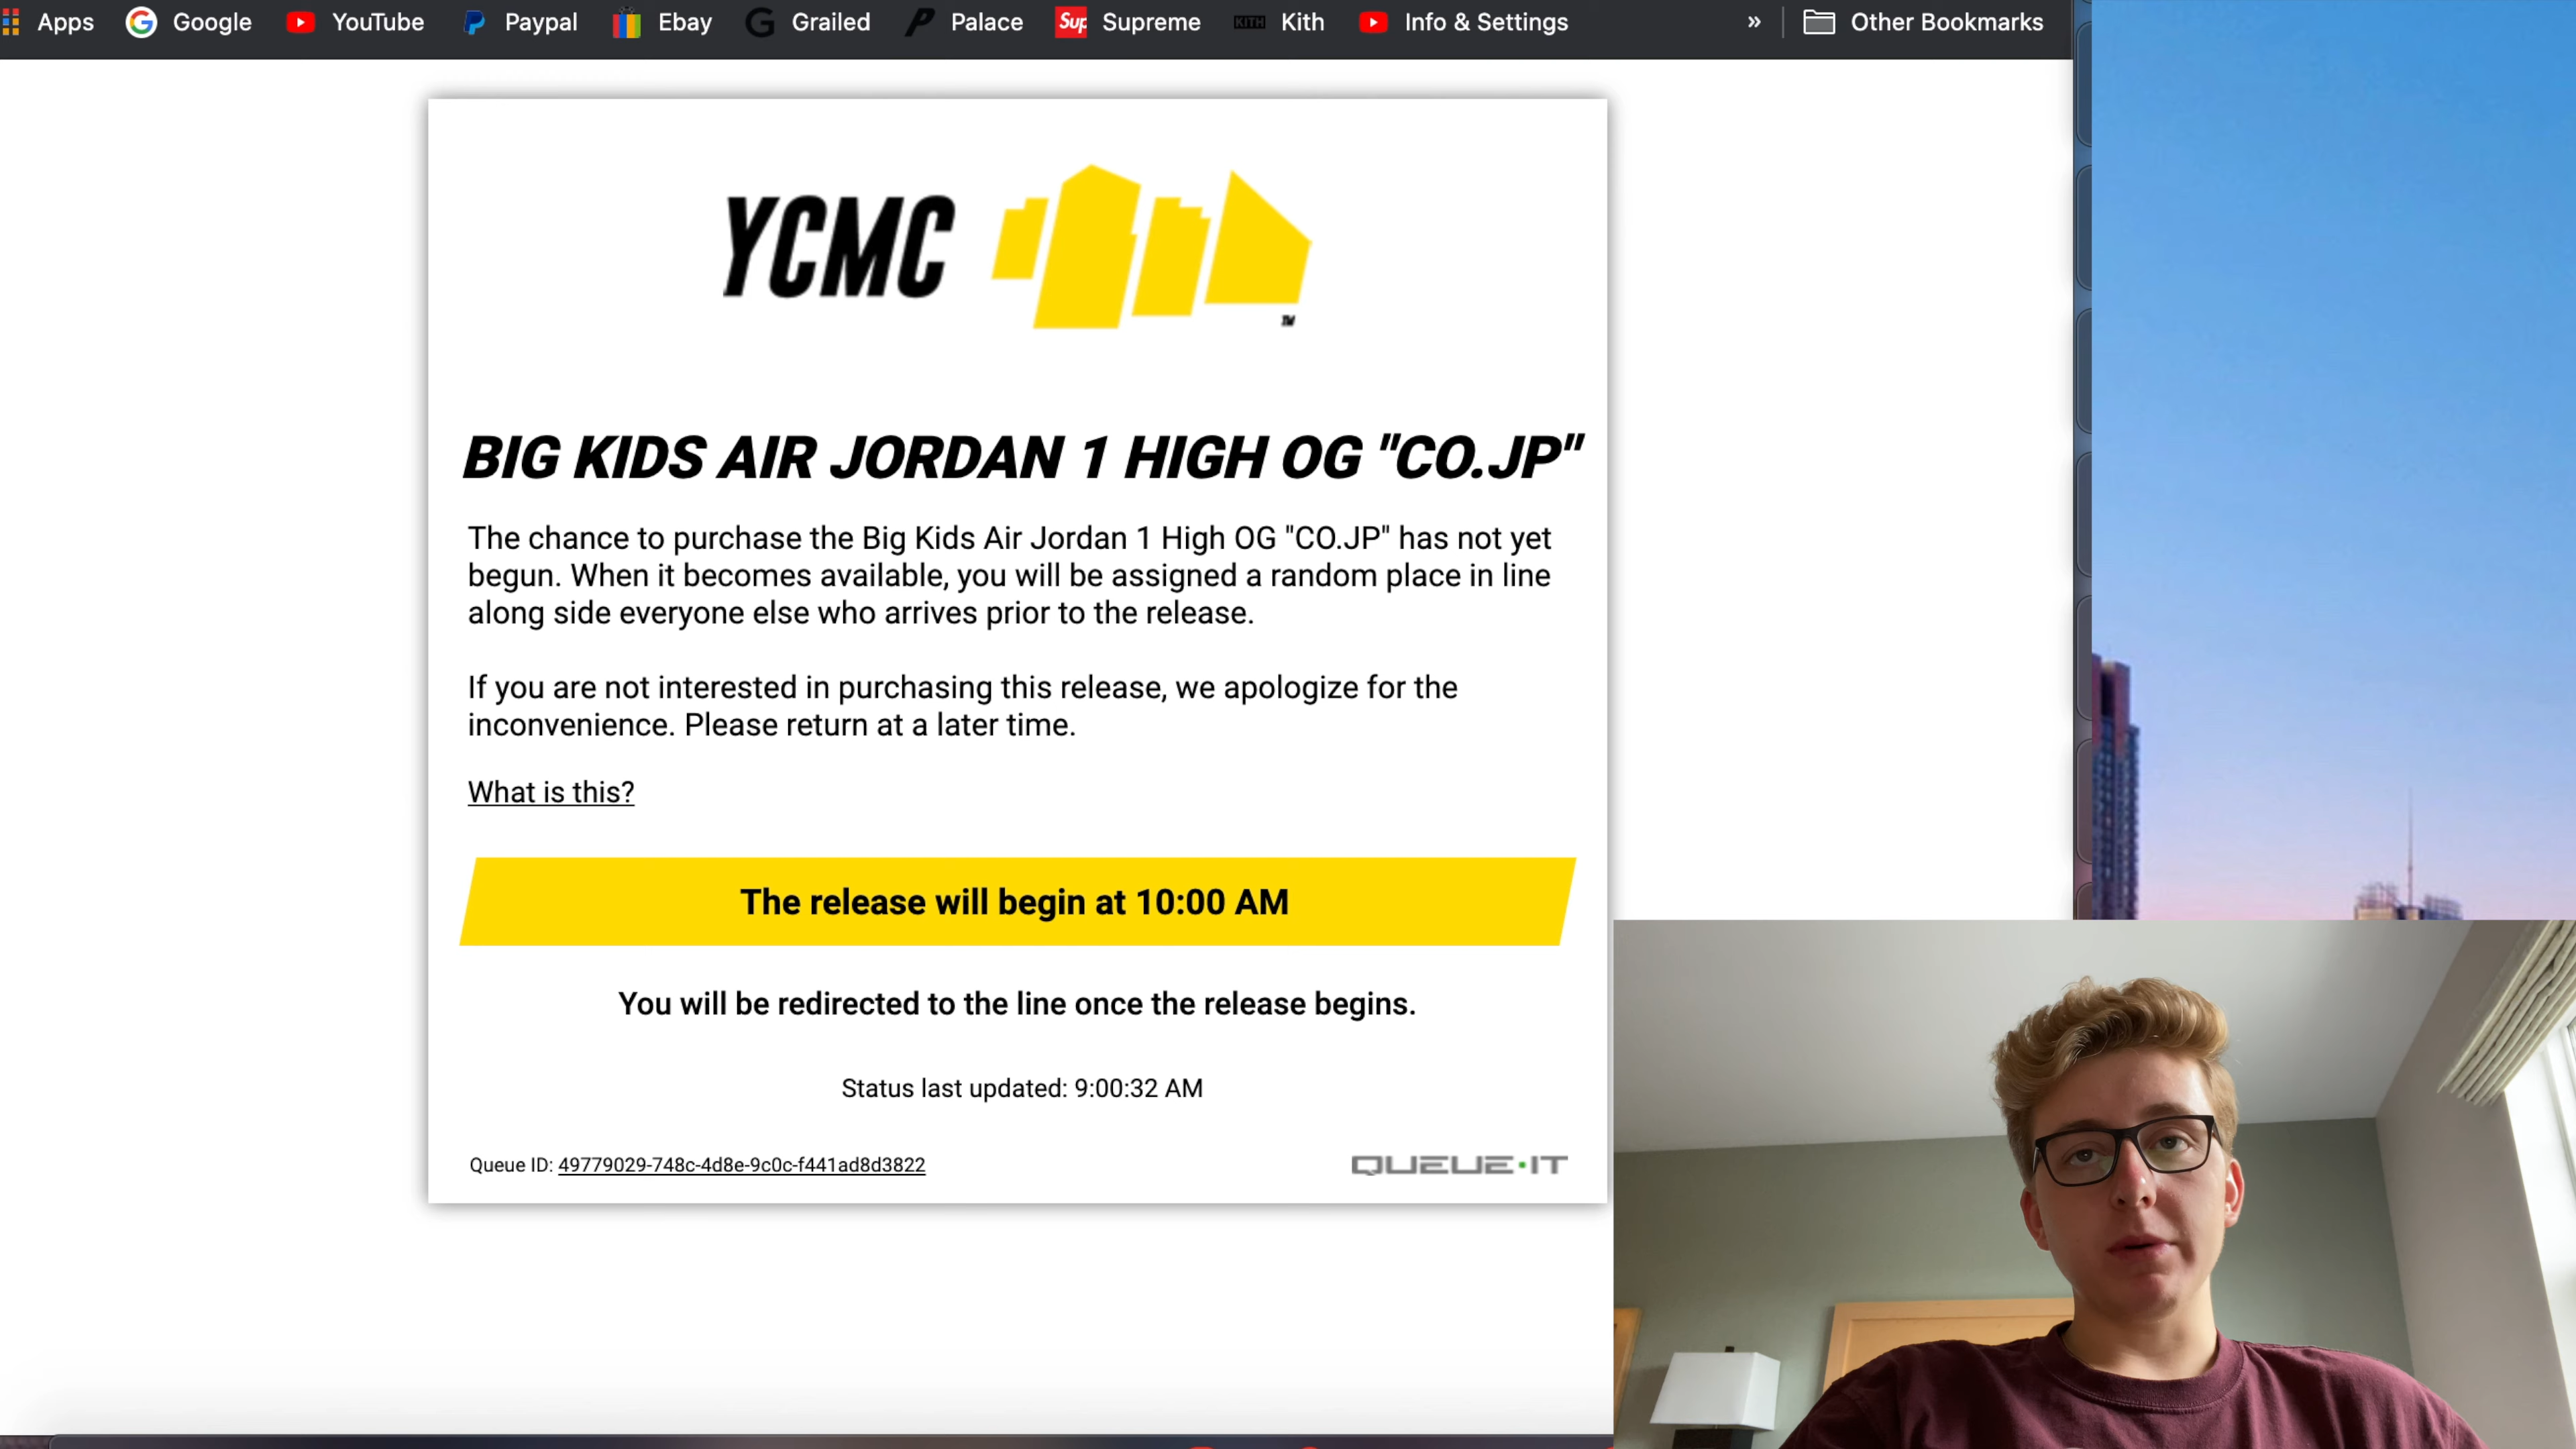 Apps Google YouTube Paypal Ebay Grailed Palace Sup Supreme KITH Kith Info & Settings » Other Bookmarks
YCMC
TM
BIG KIDS AIR JORDAN 1 HIGH OG "CO.JP"
The chance to purchase the Big Kids Air Jordan 1 High OG "CO.JP" has not yet
begun. When it becomes available, you will be assigned a random place in line
along side everyone else who arrives prior to the release.
If you are not interested in purchasing this release, we apologize for the
inconvenience. Please return at a later time.
What is this?
The release will begin at 10:00 AM
You will be redirected to the line once the release begins.
Status last updated: 9:00:32 AM
Queue ID: 49779029-748c-4d8e-9c0c-f441ad8d3822
QUEUE·IT